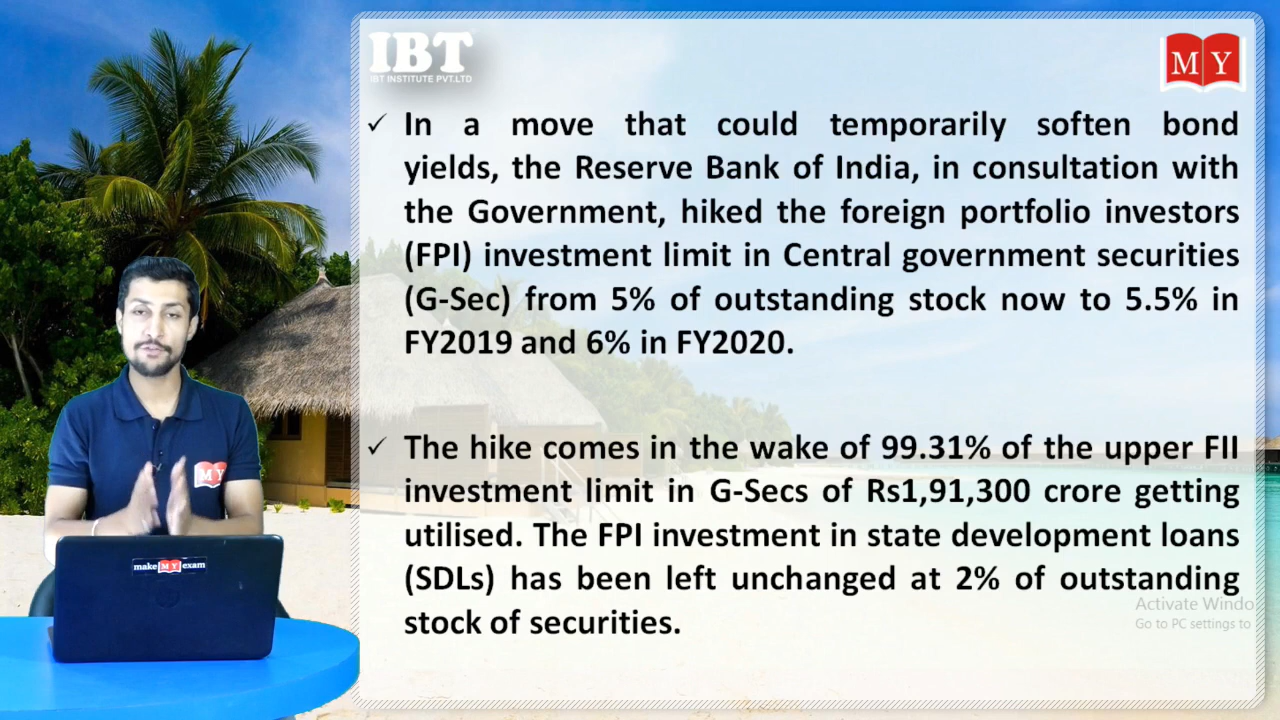 IBT
IBT INSTITUTE PVT.LTD
M Y
✓ In a move that could temporarily soften bond
yields, the Reserve Bank of India, in consultation with
the Government, hiked the foreign portfolio investors
(FPI) investment limit in Central government securities
(G-Sec) from 5% of outstanding stock now to 5.5% in
FY2019 and 6% in FY2020.
✓ The hike comes in the wake of 99.31% of the upper FII
investment limit in G-Secs of Rs1,91,300 crore getting
utilised. The FPI investment in state development loans
(SDLs) has been left unchanged at 2% of outstanding
stock of securities.
Activate Windo
Go to PC settings to
M Y
make M Y exam